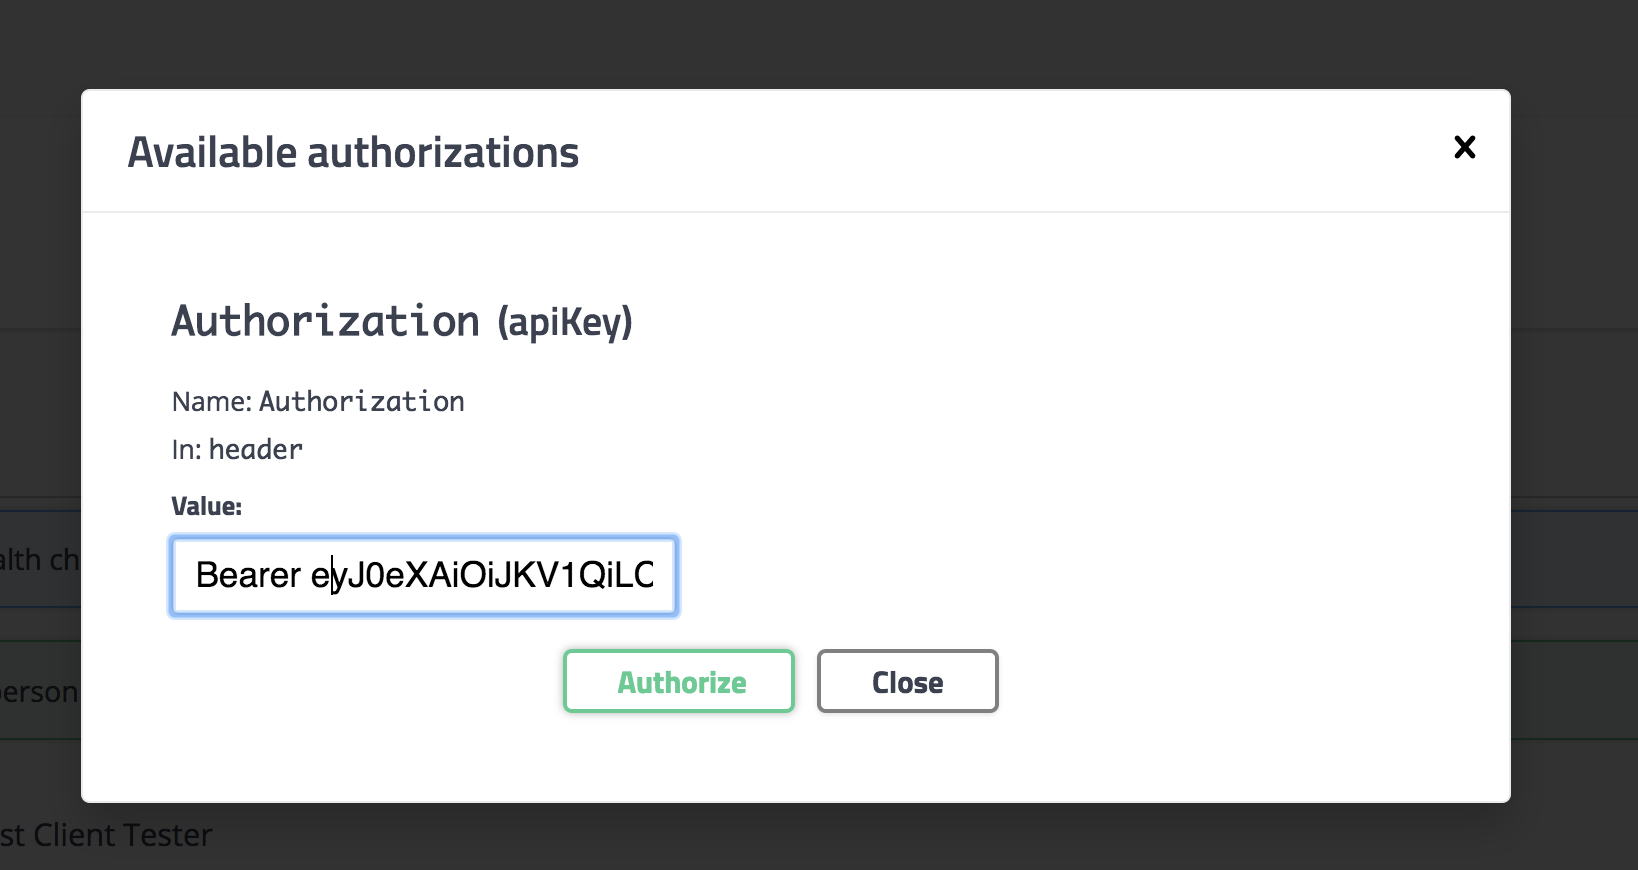 Available authorizations
Authorization (apiKey)
Name: Authorization
In: header
Value:
Bearer eyJ0eXAiOiJKV1QiLC
Authorize
Close
alth ch
erson
st Client Tester